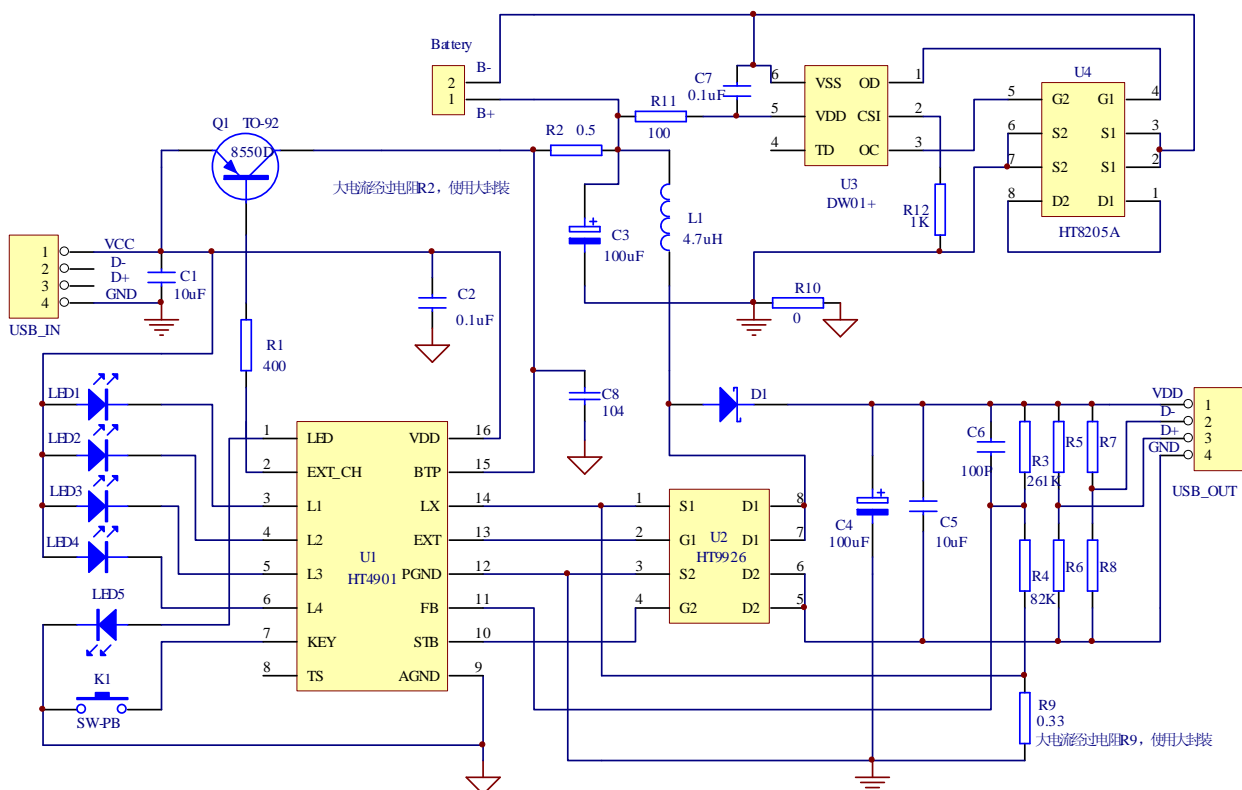 Battery
B-
2
1
B+
C7
0.1uF
R11
100
6 VSS OD 1
5 VDD CSI 2
4 TD OC 3
U3
DW01+
U4
5 G2 G1 4
6 S2 S1 3
7 S2 S1 2
8 D2 D1 1
HT8205A
R12
1K
Q1 TO-92
8550D
R2 0.5
大电流经过电阻R2，使用大封装
C3
100uF
L1
4.7uH
R10
0
1 VCC
2 D-
3 D+
4 GND
USB_IN
C1
10uF
C2
0.1uF
R1
400
C8
104
LED1
LED2
LED3
LED4
LED5
K1
SW-PB
1 LED VDD 16
2 EXT_CH BTP 15
3 L1 LX 14
4 L2 EXT 13
5 L3 PGND 12
6 L4 FB 11
7 KEY STB 10
8 TS AGND 9
U1
HT4901
D1
1 S1 D1 8
2 G1 D1 7
3 S2 D2 6
4 G2 D2 5
U2
HT9926
C4
100uF
C5
10uF
C6
100P
R3
261K
R5
R7
R4
82K
R6
R8
VDD 1
D- 2
D+ 3
GND 4
USB_OUT
R9
0.33
大电流经过电阻R9，使用大封装